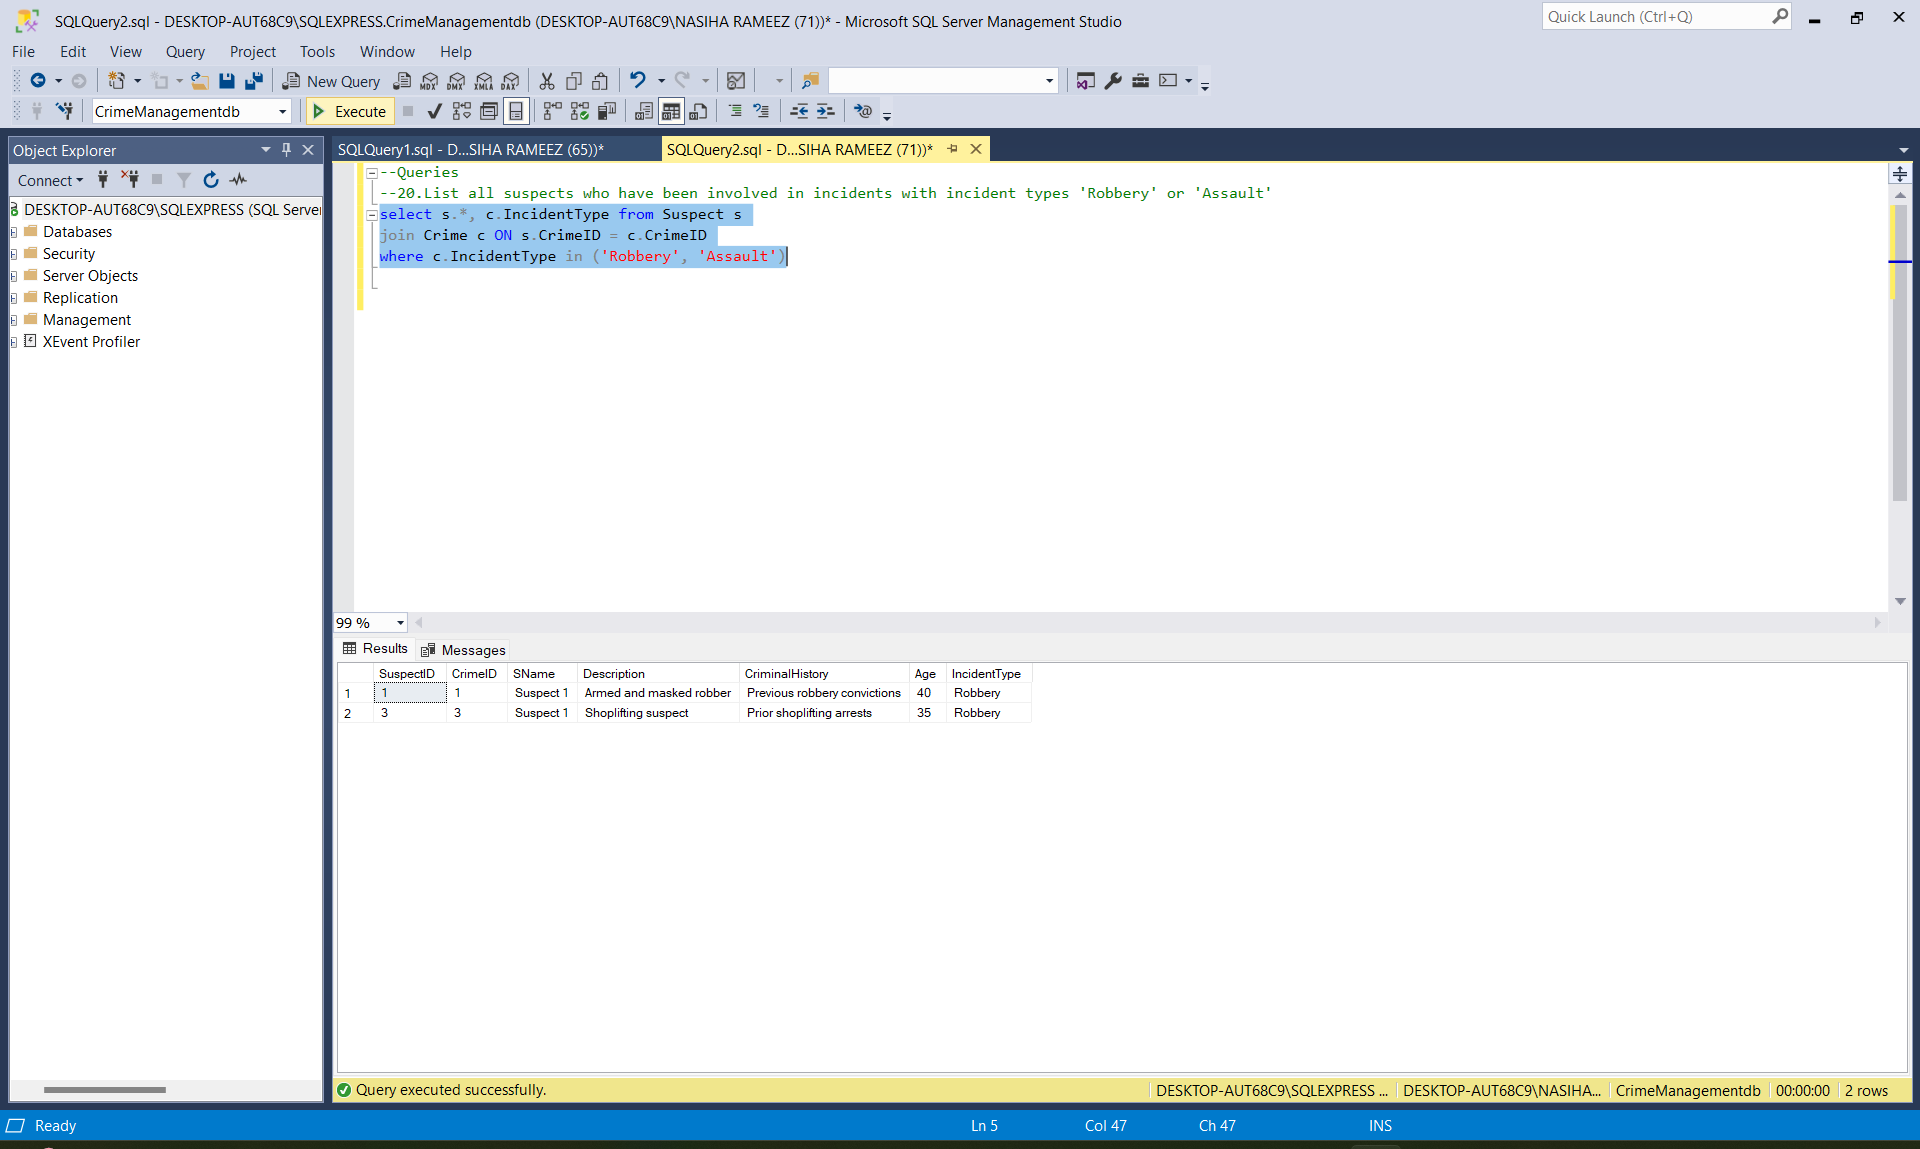 SQLQuery2.sql - DESKTOP-AUT68C9\SQLEXPRESS.CrimeManagementdb (DESKTOP-AUT68C9\NASIHA RAMEEZ (71))* - Microsoft SQL Server Management Studio
Quick Launch (Ctrl+Q)
File Edit View Query Project Tools Window Help
New Query MDX DMX XMLA DAX
CrimeManagementdb Execute
Object Explorer
SQLQuery1.sql - D...SIHA RAMEEZ (65))* SQLQuery2.sql - D...SIHA RAMEEZ (71))*
Connect
DESKTOP-AUT68C9\SQLEXPRESS (SQL Server
Databases
Security
Server Objects
Replication
Management
XEvent Profiler
--Queries
--20.List all suspects who have been involved in incidents with incident types 'Robbery' or 'Assault'
select s.*, c.IncidentType from Suspect s
join Crime c ON s.CrimeID = c.CrimeID
where c.IncidentType in ('Robbery', 'Assault')
99 %
Results Messages
SuspectID CrimeID SName Description CriminalHistory Age IncidentType
1 1 1 Suspect 1 Armed and masked robber Previous robbery convictions 40 Robbery
2 3 3 Suspect 1 Shoplifting suspect Prior shoplifting arrests 35 Robbery
Query executed successfully. DESKTOP-AUT68C9\SQLEXPRESS ... DESKTOP-AUT68C9\NASIHA... CrimeManagementdb 00:00:00 2 rows
Ready Ln 5 Col 47 Ch 47 INS